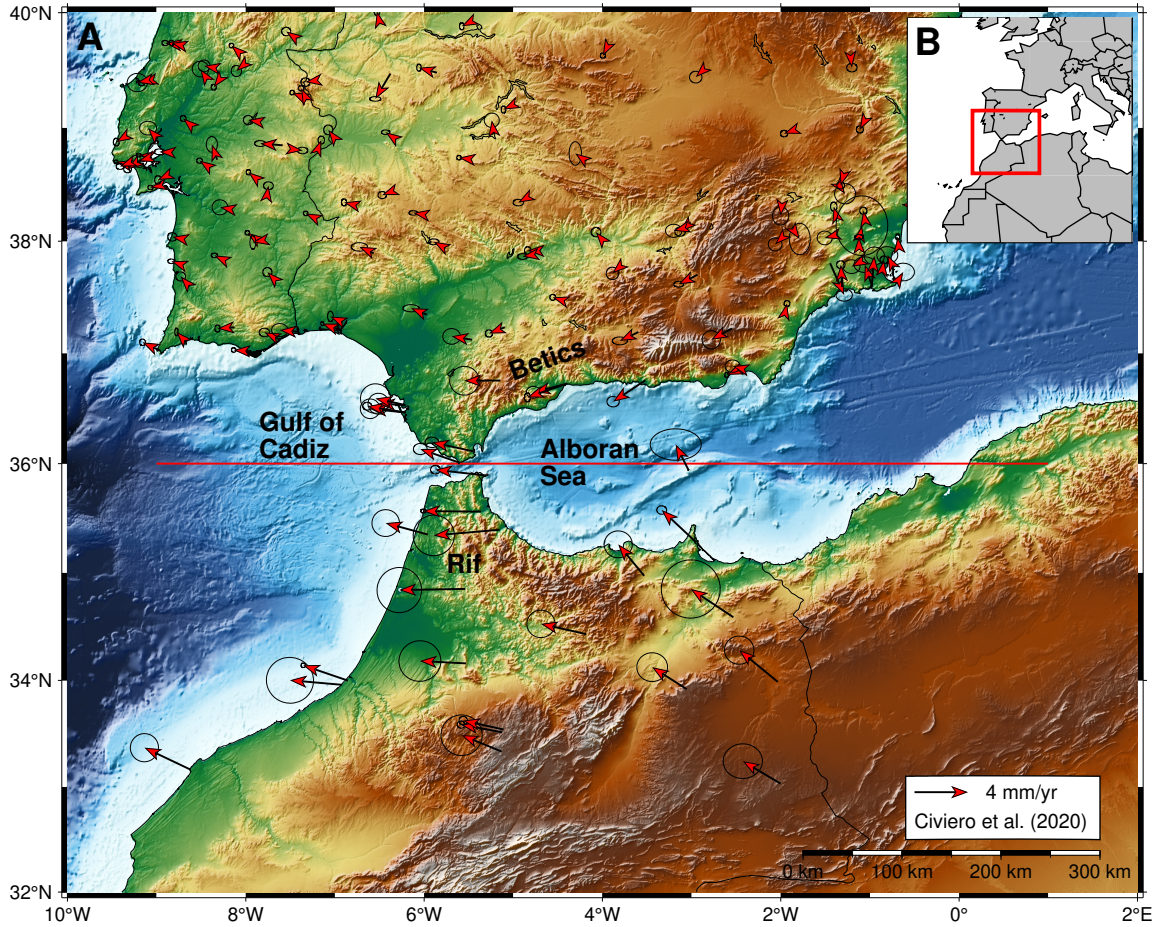 40°N
A
B
38°N
Betics
Gulf of
Cadiz
Alboran
Sea
36°N
Rif
34°N
4 mm/yr
Civiero et al. (2020)
0 km 100 km 200 km 300 km
32°N
10°W 8°W 6°W 4°W 2°W 0° 2°E